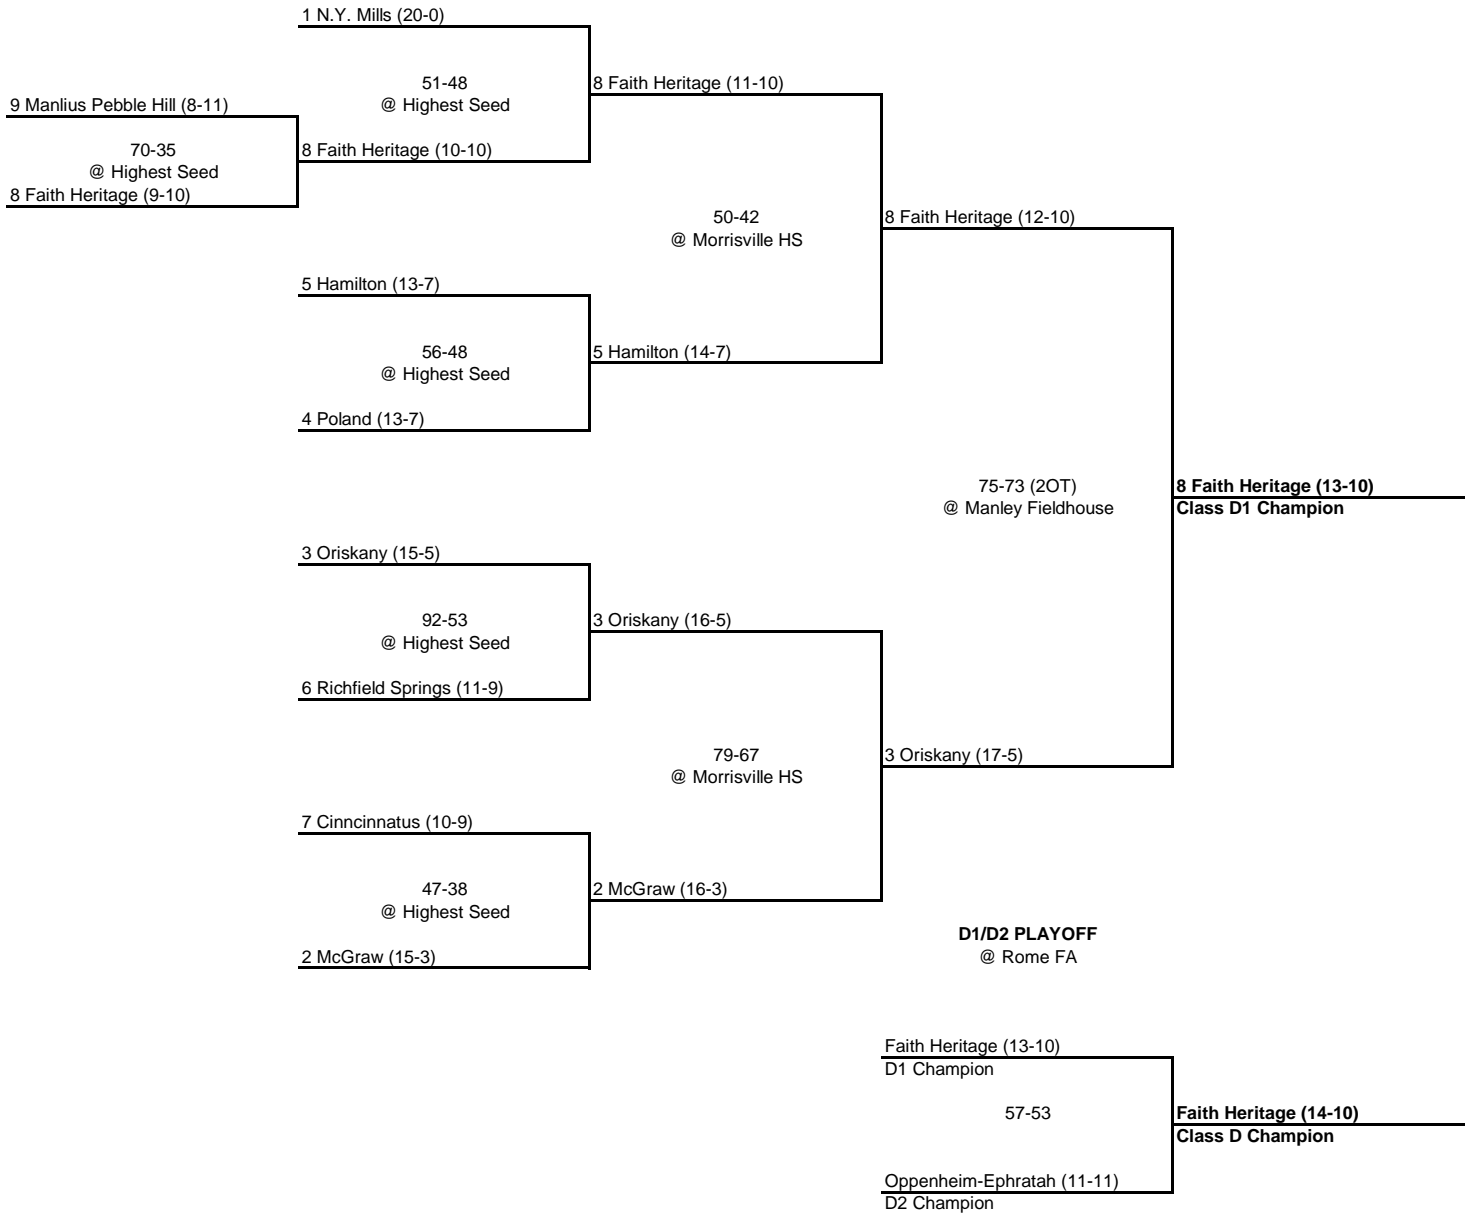 1 N.Y. Mills (20-0)
51-48
@ Highest Seed
8 Faith Heritage (11-10)
9 Manlius Pebble Hill (8-11)
70-35
@ Highest Seed
8 Faith Heritage (10-10)
8 Faith Heritage (9-10)
50-42
@ Morrisville HS
8 Faith Heritage (12-10)
5 Hamilton (13-7)
56-48
@ Highest Seed
5 Hamilton (14-7)
4 Poland (13-7)
75-73 (2OT)
@ Manley Fieldhouse
8 Faith Heritage (13-10)
Class D1 Champion
3 Oriskany (15-5)
92-53
@ Highest Seed
3 Oriskany (16-5)
6 Richfield Springs (11-9)
79-67
@ Morrisville HS
3 Oriskany (17-5)
7 Cinncinnatus (10-9)
47-38
@ Highest Seed
2 McGraw (16-3)
2 McGraw (15-3)
D1/D2 PLAYOFF
@ Rome FA
Faith Heritage (13-10)
D1 Champion
57-53
Faith Heritage (14-10)
Class D Champion
Oppenheim-Ephratah (11-11)
D2 Champion